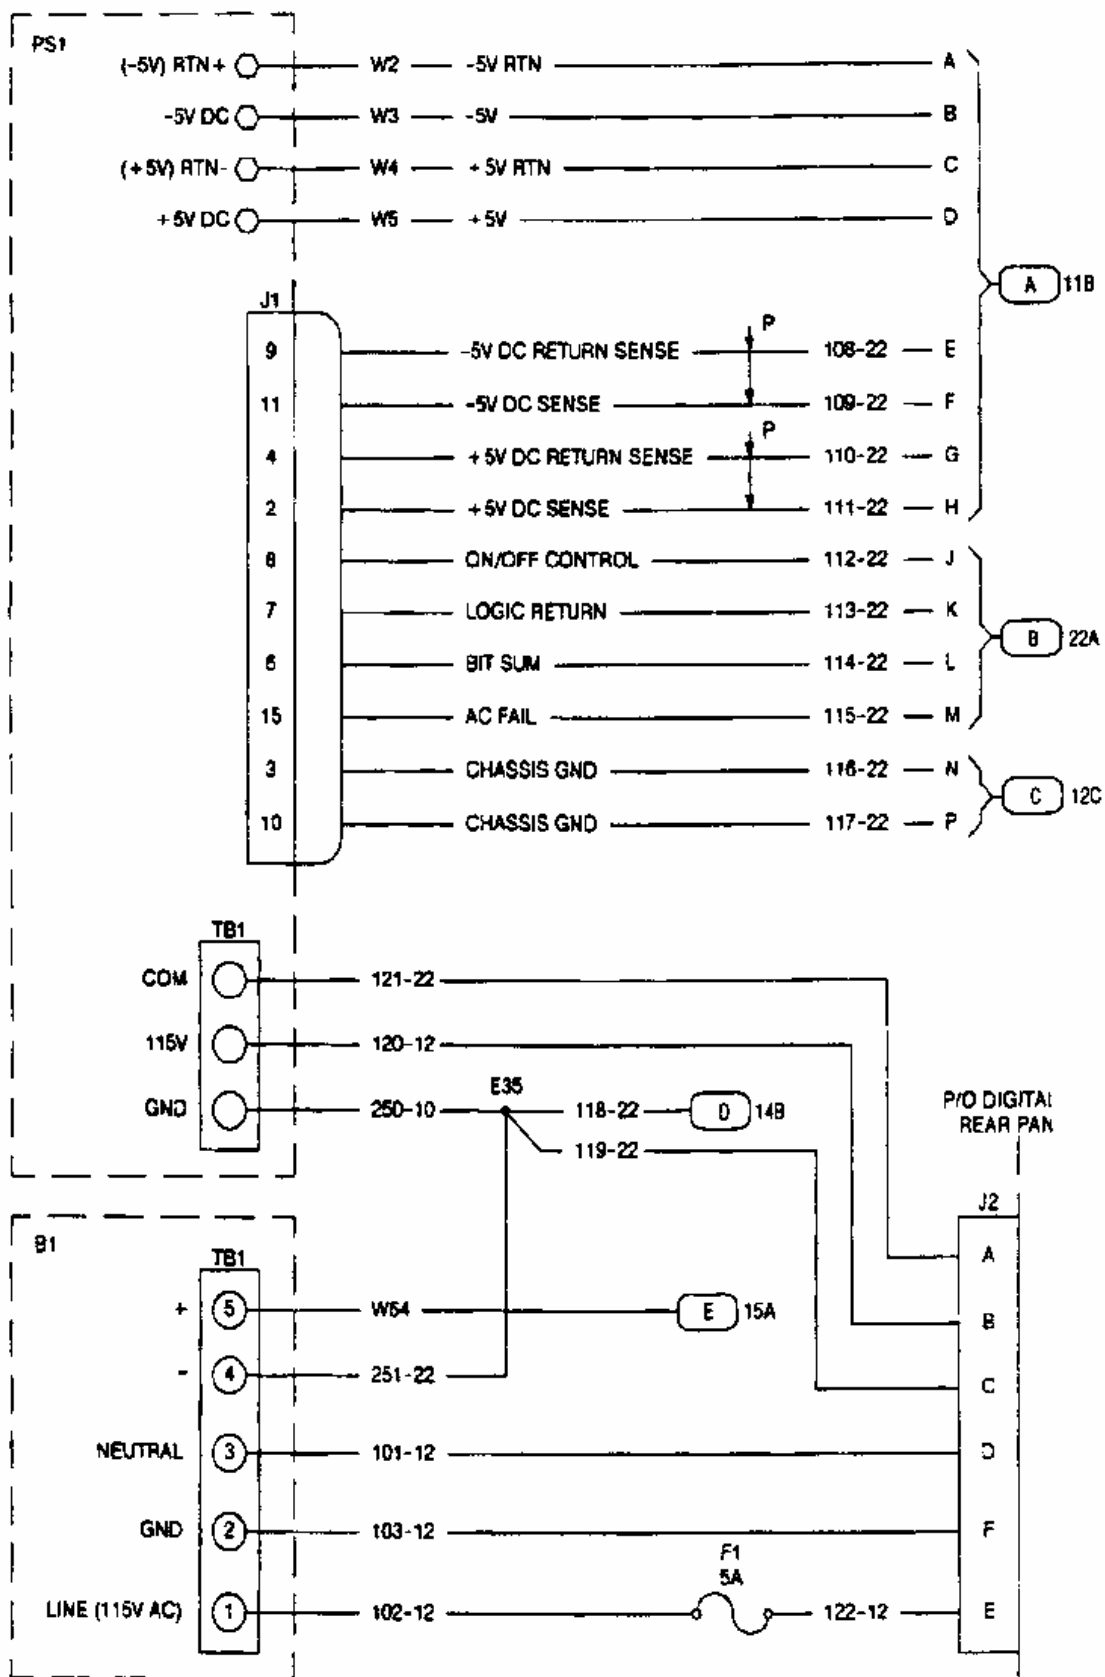 PS1
(-5V) RTN + W2 -5V RTN A
-5V DC W3 -5V B
(+5V) RTN- W4 +5V RTN C
+5V DC W5 +5V D
A 11B
J1
P
9 -5V DC RETURN SENSE 108-22 E
11 -5V DC SENSE 109-22 F
P
4 +5V DC RETURN SENSE 110-22 G
2 +5V DC SENSE 111-22 H
8 ON/OFF CONTROL 112-22 J
7 LOGIC RETURN 113-22 K
B 22A
6 BIT SUM 114-22 L
15 AC FAIL 115-22 M
3 CHASSIS GND 116-22 N
C 12C
10 CHASSIS GND 117-22 P
TB1
COM 121-22
115V 120-12
E35
GND 250-10 118-22 D 14B
P/O DIGITAL
REAR PAN
119-22
J2
B1
TB1
A
+ 5 W54 E 15A
B
- 4 251-22
C
NEUTRAL 3 101-12 D
GND 2 103-12 F
F1
5A
LINE (115V AC) 1 102-12 122-12 E